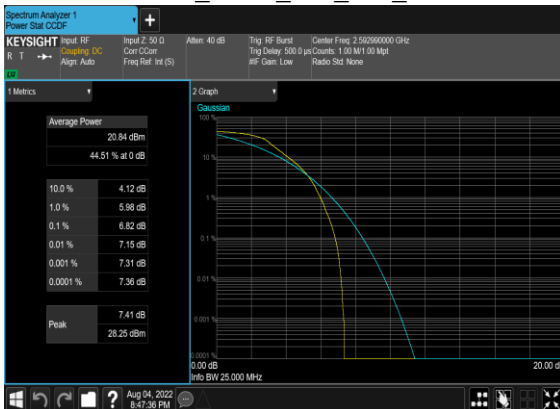 Spectrum Analyzer 1
Power Stat CCDF
+
KEYSIGHT
R T
Input: RF
Coupling: DC
Align: Auto
Input Z: 50 Ω
Corr CCorr
Freq Ref: Int (S)
Atten: 40 dB
Trig: RF Burst
Trig Delay: 500.0 µs
#IF Gain: Low
Center Freq: 2.592990000 GHz
Counts: 1.00 M/1.00 Mpt
Radio Std: None
1 Metrics
Average Power
20.84 dBm
44.51 % at 0 dB
10.0 % 4.12 dB
1.0 % 5.98 dB
0.1 % 6.82 dB
0.01 % 7.15 dB
0.001 % 7.31 dB
0.0001 % 7.36 dB
Peak
7.41 dB
28.25 dBm
2 Graph
Gaussian
100 %
10 %
1 %
0.1 %
0.01 %
0.001 %
0.0001 %
0.00 dB
20.00 d
Info BW 25.000 MHz
?
Aug 04, 2022
8:47:36 PM